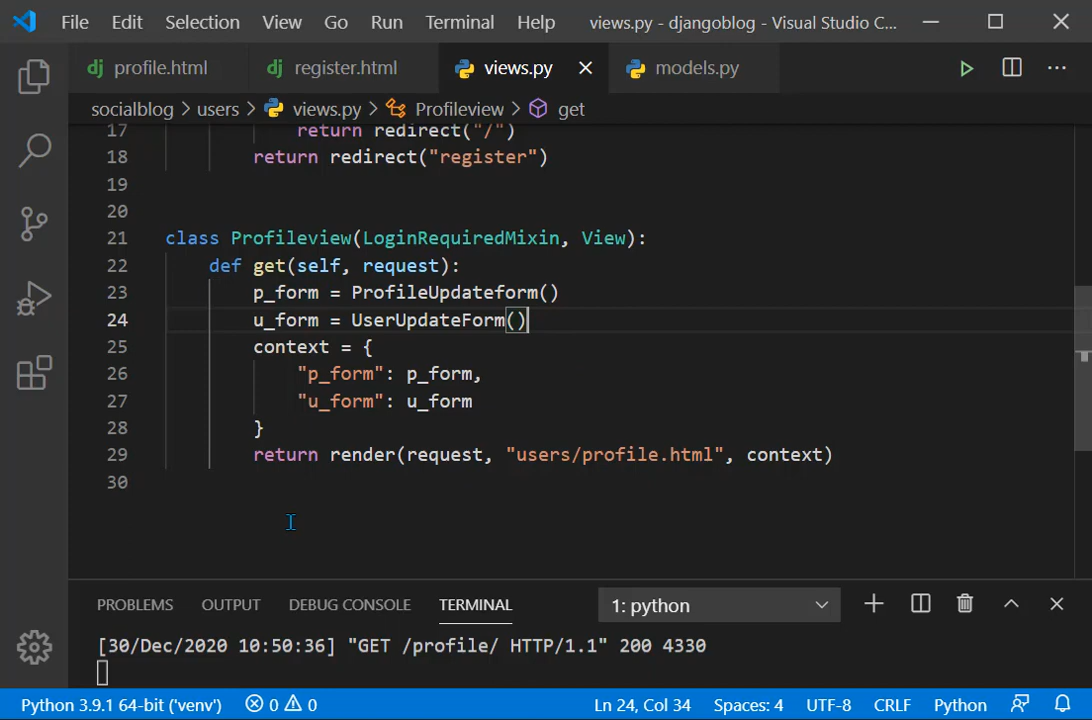 File Edit Selection View Go Run Terminal Help views.py - djangoblog - Visual Studio C...
dj profile.html dj register.html views.py models.py
socialblog > users > views.py > Profileview > get
17 return redirect("/")
18 return redirect("register")
19
20
21 class Profileview(LoginRequiredMixin, View):
22 def get(self, request):
23 p_form = ProfileUpdateform()
24 u_form = UserUpdateForm()
25 context = {
26 "p_form": p_form,
27 "u_form": u_form
28 }
29 return render(request, "users/profile.html", context)
30
PROBLEMS OUTPUT DEBUG CONSOLE TERMINAL 1: python
[30/Dec/2020 10:50:36] "GET /profile/ HTTP/1.1" 200 4330
Python 3.9.1 64-bit ('venv') 0 0 Ln 24, Col 34 Spaces: 4 UTF-8 CRLF Python